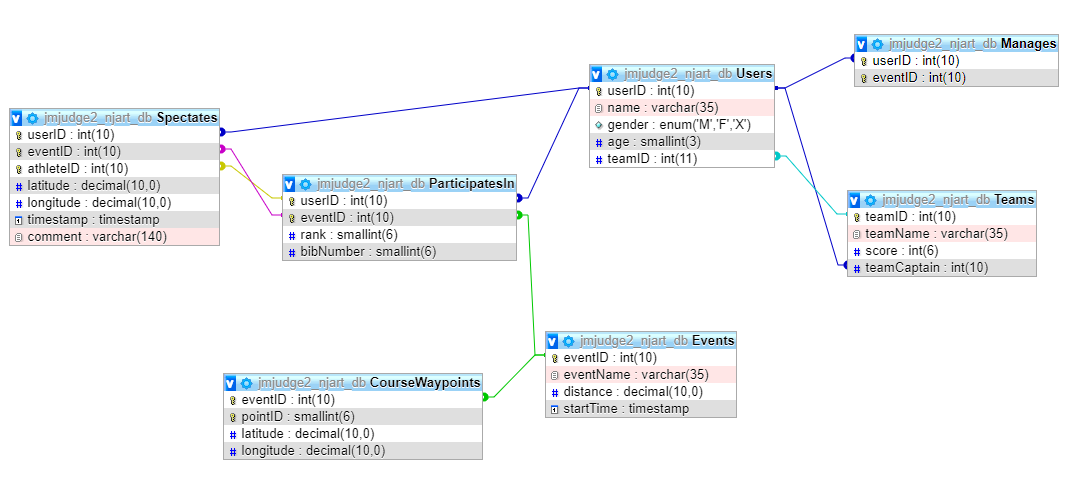 jmjudge2_njart_db Manages
userID : int(10)
eventID : int(10)
jmjudge2_njart_db Users
userID : int(10)
name : varchar(35)
gender : enum('M','F','X')
age : smallint(3)
teamID : int(11)
jmjudge2_njart_db Spectates
userID : int(10)
eventID : int(10)
athleteID : int(10)
latitude : decimal(10,0)
longitude : decimal(10,0)
timestamp : timestamp
comment : varchar(140)
jmjudge2_njart_db ParticipatesIn
userID : int(10)
eventID : int(10)
rank : smallint(6)
bibNumber : smallint(6)
jmjudge2_njart_db Teams
teamID : int(10)
teamName : varchar(35)
score : int(6)
teamCaptain : int(10)
jmjudge2_njart_db Events
eventID : int(10)
eventName : varchar(35)
distance : decimal(10,0)
startTime : timestamp
jmjudge2_njart_db CourseWaypoints
eventID : int(10)
pointID : smallint(6)
latitude : decimal(10,0)
longitude : decimal(10,0)